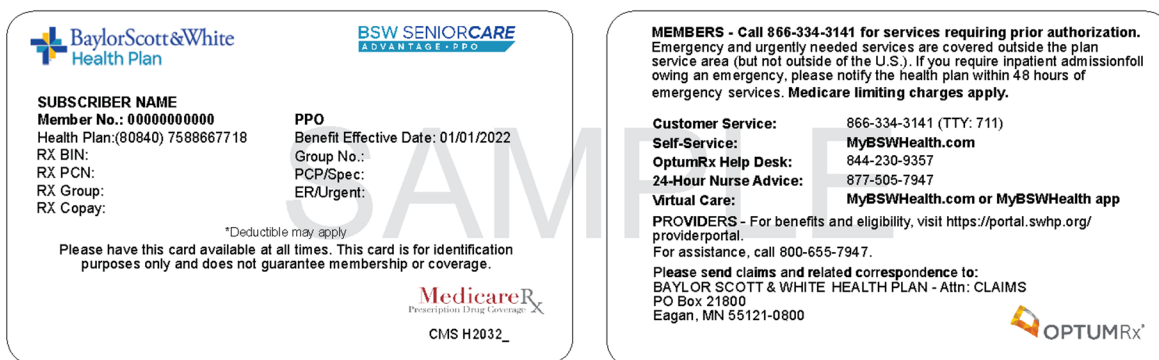 BaylorScott&White
Health Plan
BSW SENIORCARE
ADVANTAGE • PPO
SUBSCRIBER NAME
Member No.: 00000000000
PPO
Health Plan:(80840) 7588667718
Benefit Effective Date: 01/01/2022
RX BIN:
Group No.:
RX PCN:
PCP/Spec:
RX Group:
ER/Urgent:
RX Copay:
*Deductible may apply
Please have this card available at all times. This card is for identification
purposes only and does not guarantee membership or coverage.
MedicareRx
Prescription Drug Coverage
CMS H2032_
MEMBERS - Call 866-334-3141 for services requiring prior authorization.
Emergency and urgently needed services are covered outside the plan
service area (but not outside of the U.S.). If you require inpatient admissionfoll
owing an emergency, please notify the health plan within 48 hours of
emergency services. Medicare limiting charges apply.
Customer Service: 866-334-3141 (TTY: 711)
Self-Service: MyBSWHealth.com
OptumRx Help Desk: 844-230-9357
24-Hour Nurse Advice: 877-505-7947
Virtual Care: MyBSWHealth.com or MyBSWHealth app
PROVIDERS - For benefits and eligibility, visit https://portal.swhp.org/
providerportal.
For assistance, call 800-655-7947.
Please send claims and related correspondence to:
BAYLOR SCOTT & WHITE HEALTH PLAN - Attn: CLAIMS
PO Box 21800
Eagan, MN 55121-0800
OPTUMRx
SAMPLE